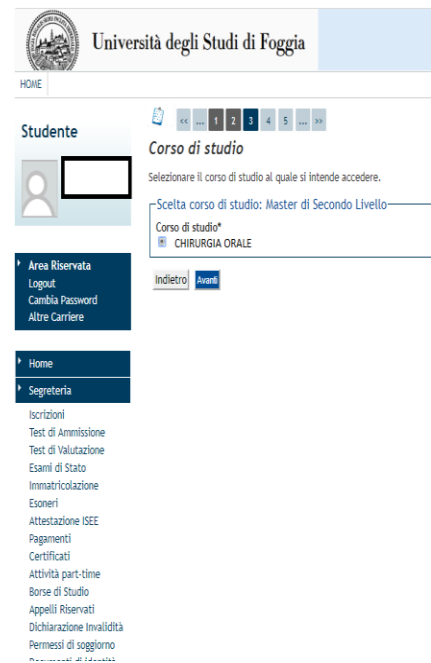 Università degli Studi di Foggia
HOME
Studente
<< ... 1 2 3 4 5 ... >>
Corso di studio
Selezionare il corso di studio al quale si intende accedere.
Scelta corso di studio: Master di Secondo Livello
Corso di studio*
CHIRURGIA ORALE
Indietro Avanti
Area Riservata
Logout
Cambia Password
Altre Carriere
Home
Segreteria
Iscrizioni
Test di Ammissione
Test di Valutazione
Esami di Stato
Immatricolazione
Esoneri
Attestazione ISEE
Pagamenti
Certificati
Attività part-time
Borse di Studio
Appelli Riservati
Dichiarazione Invalidità
Permessi di soggiorno
Documenti di identità